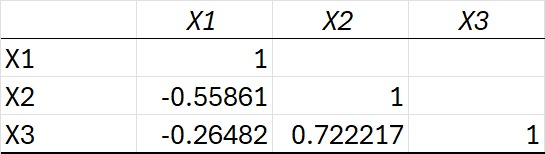 X1 X2 X3
X1 1
X2 -0.55861 1
X3 -0.26482 0.722217 1